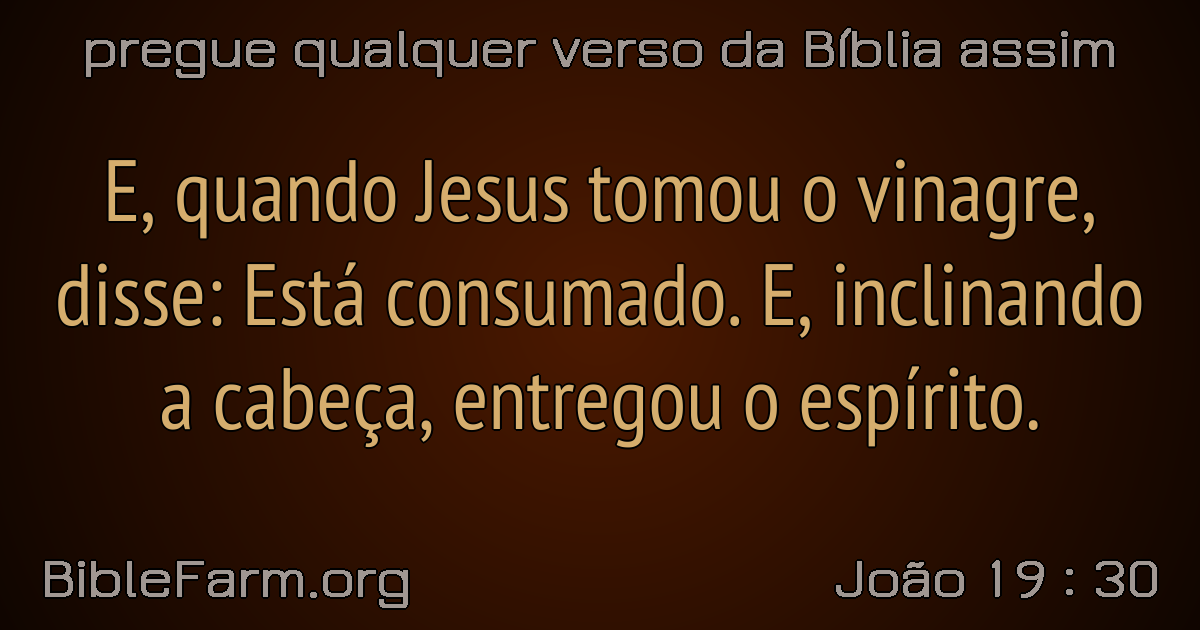 pregue qualquer verso da Bíblia assim
E, quando Jesus tomou o vinagre,
disse: Está consumado. E, inclinando
a cabeça, entregou o espírito.
BibleFarm.org
João 19 : 30